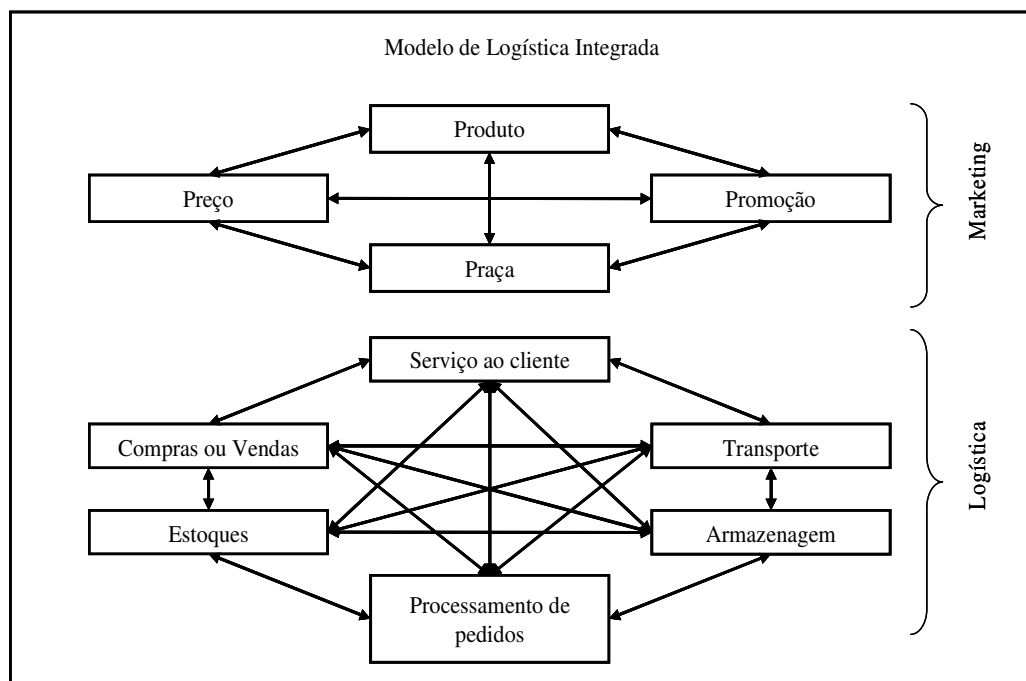 Modelo de Logística Integrada
Produto
Preço
Promoção
Praça
Marketing
Serviço ao cliente
Compras ou Vendas
Transporte
Estoques
Armazenagem
Processamento de
pedidos
Logística